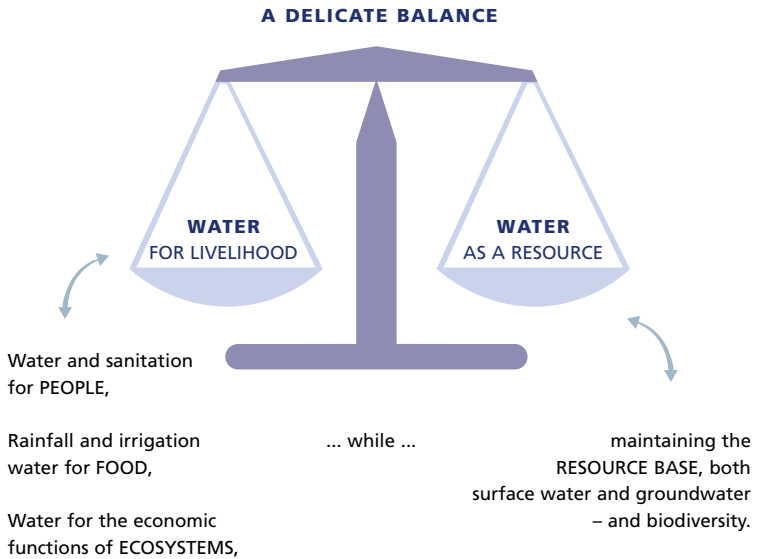 A DELICATE BALANCE
WATER
FOR LIVELIHOOD
WATER
AS A RESOURCE
Water and sanitation
for PEOPLE,
Rainfall and irrigation
water for FOOD,
Water for the economic
functions of ECOSYSTEMS,
... while ...
maintaining the
RESOURCE BASE, both
surface water and groundwater
– and biodiversity.